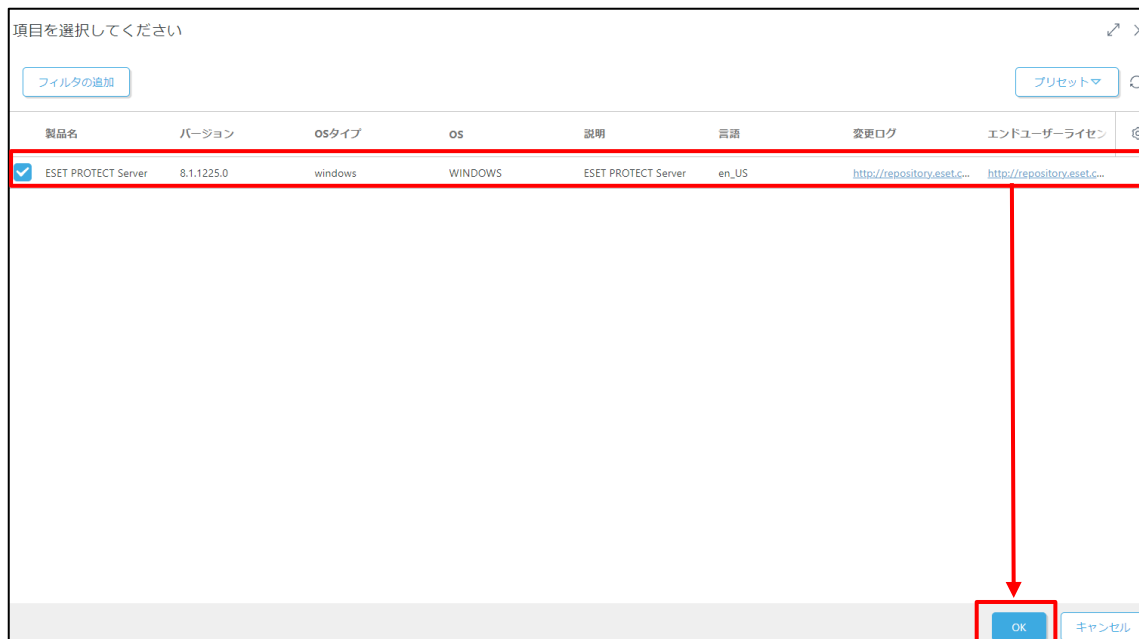 項目を選択してください
フィルタの追加
プリセット▽
製品名 バージョン OSタイプ OS 説明 言語 変更ログ エンドユーザーライセン
ESET PROTECT Server 8.1.1225.0 windows WINDOWS ESET PROTECT Server en_US http://repository.eset.c... http://repository.eset.c...
OK キャンセル